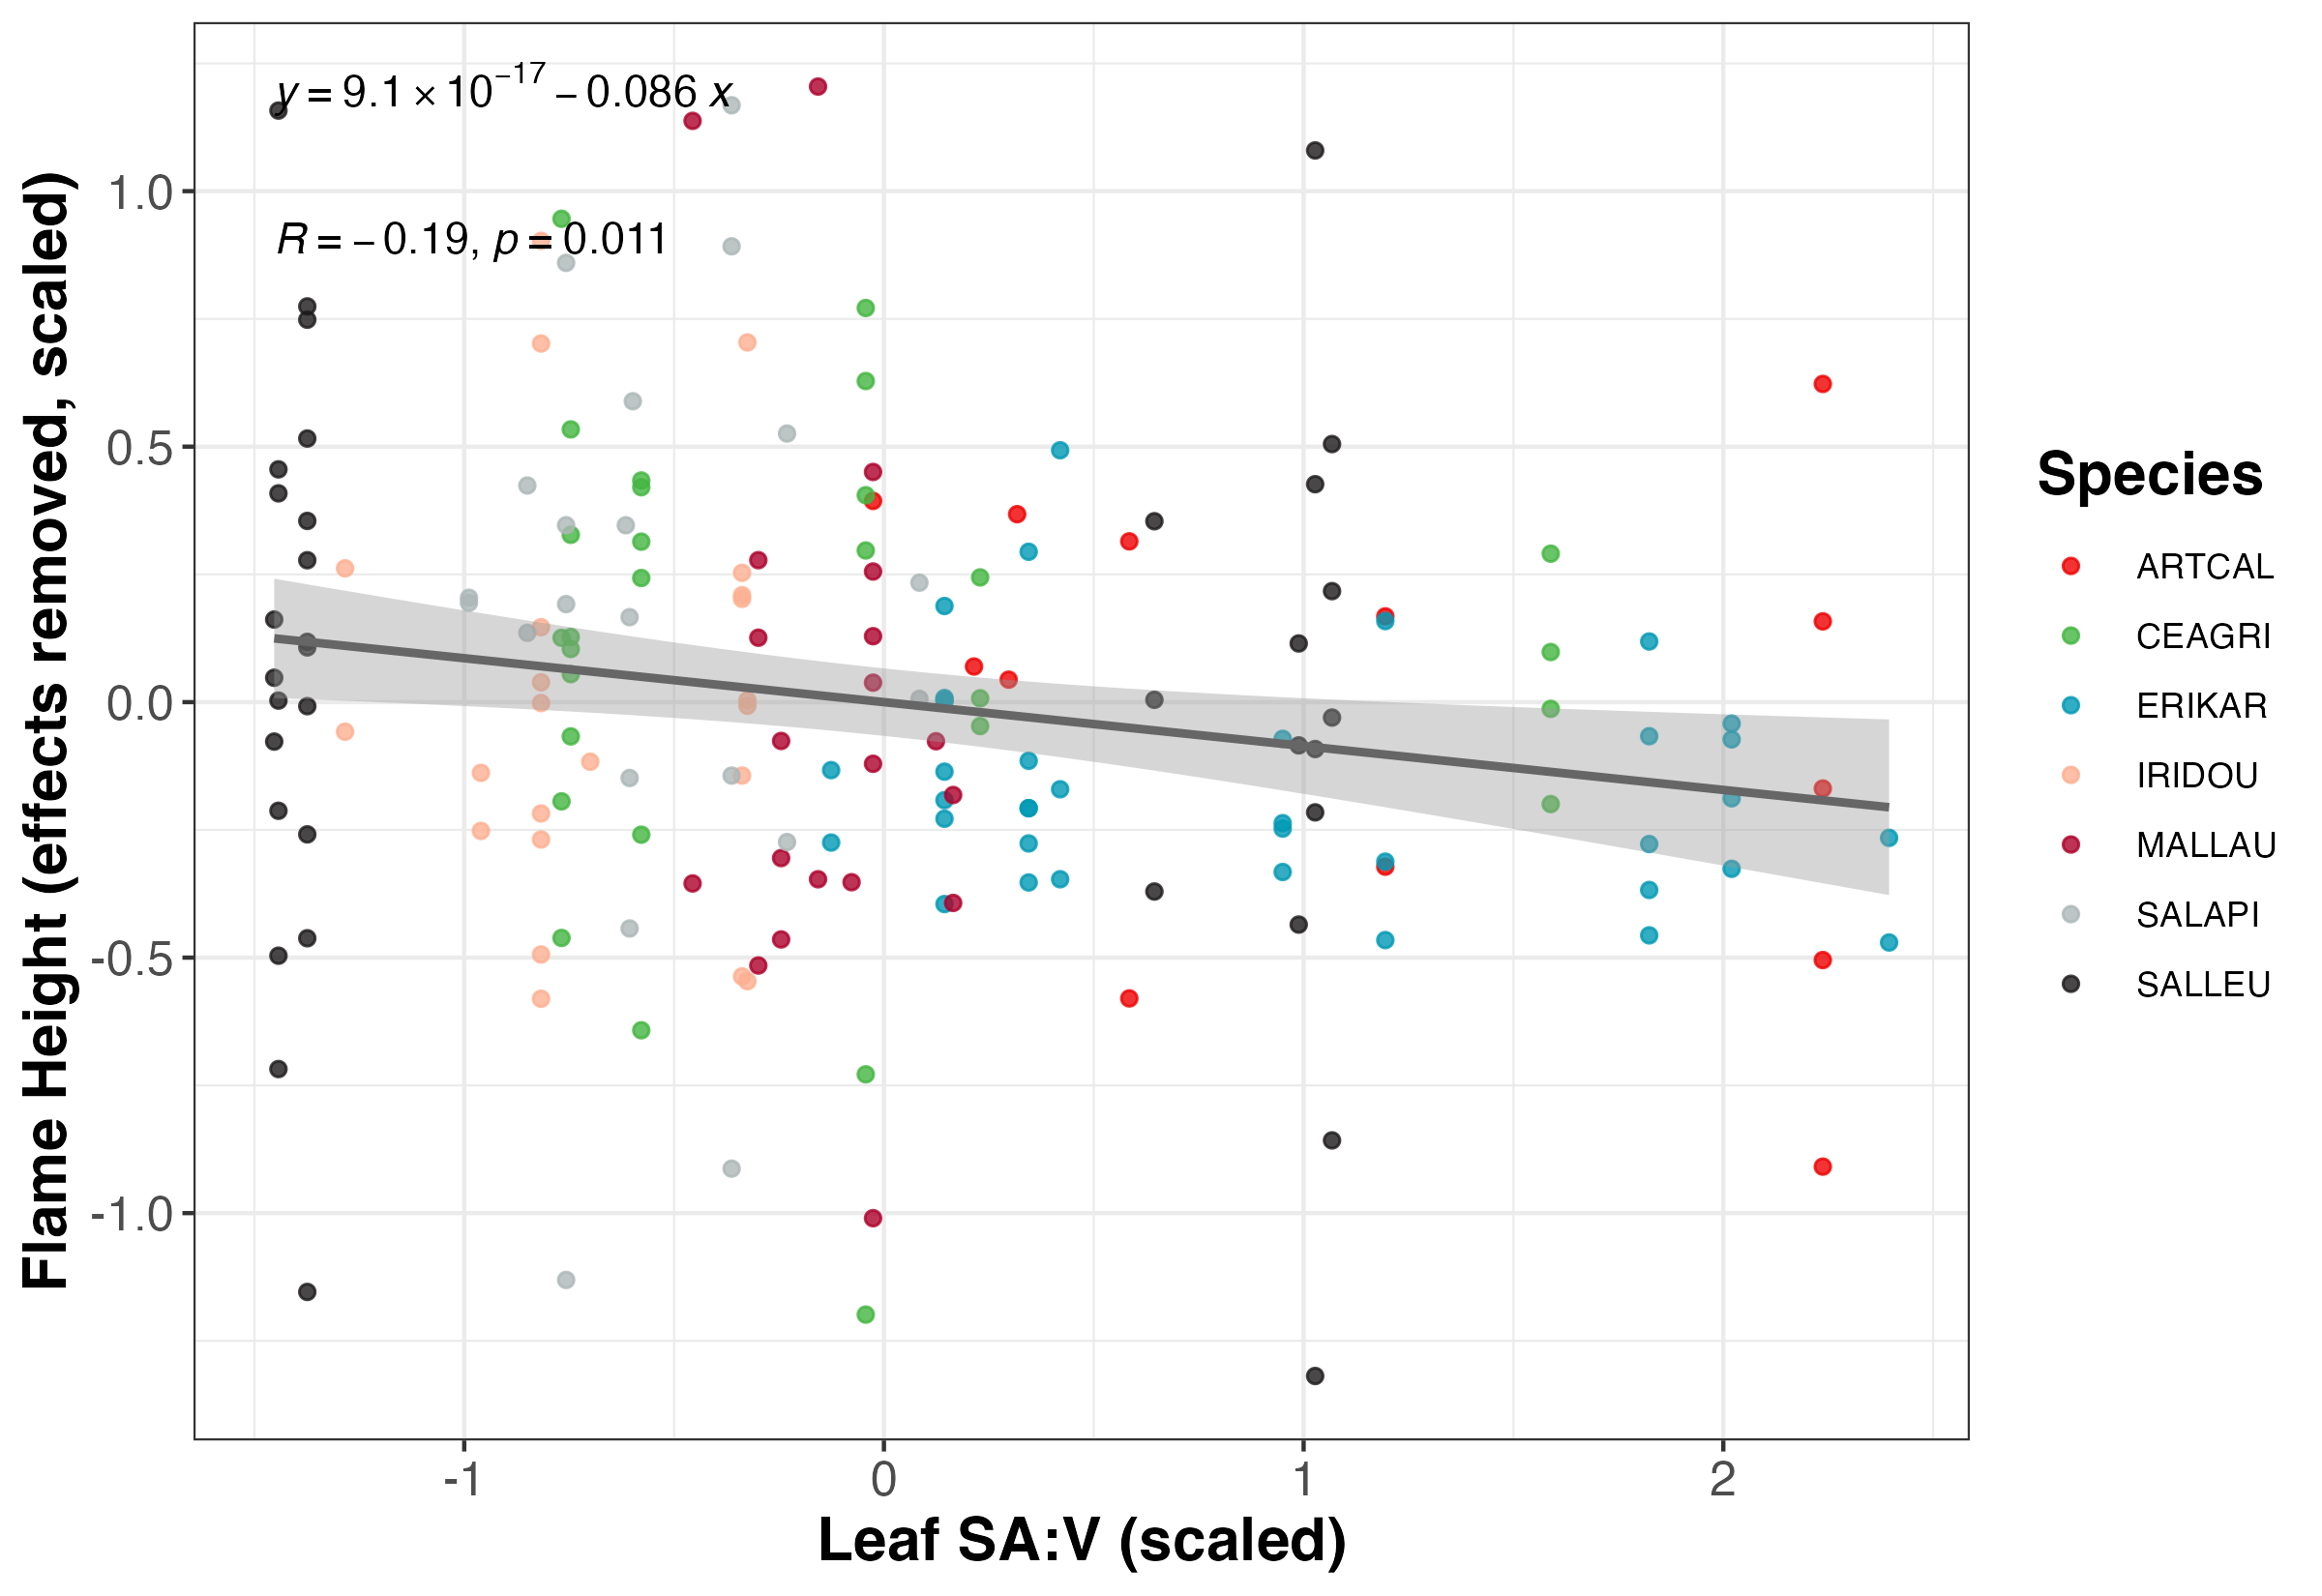 y = 9.1 × 10⁻¹⁷ – 0.086 x
R = – 0.19, p = 0.011
Flame Height (effects removed, scaled)
1.0
0.5
0.0
-0.5
-1.0
-1 0 1 2
Leaf SA:V (scaled)
Species
ARTCAL
CEAGRI
ERIKAR
IRIDOU
MALLAU
SALAPI
SALLEU